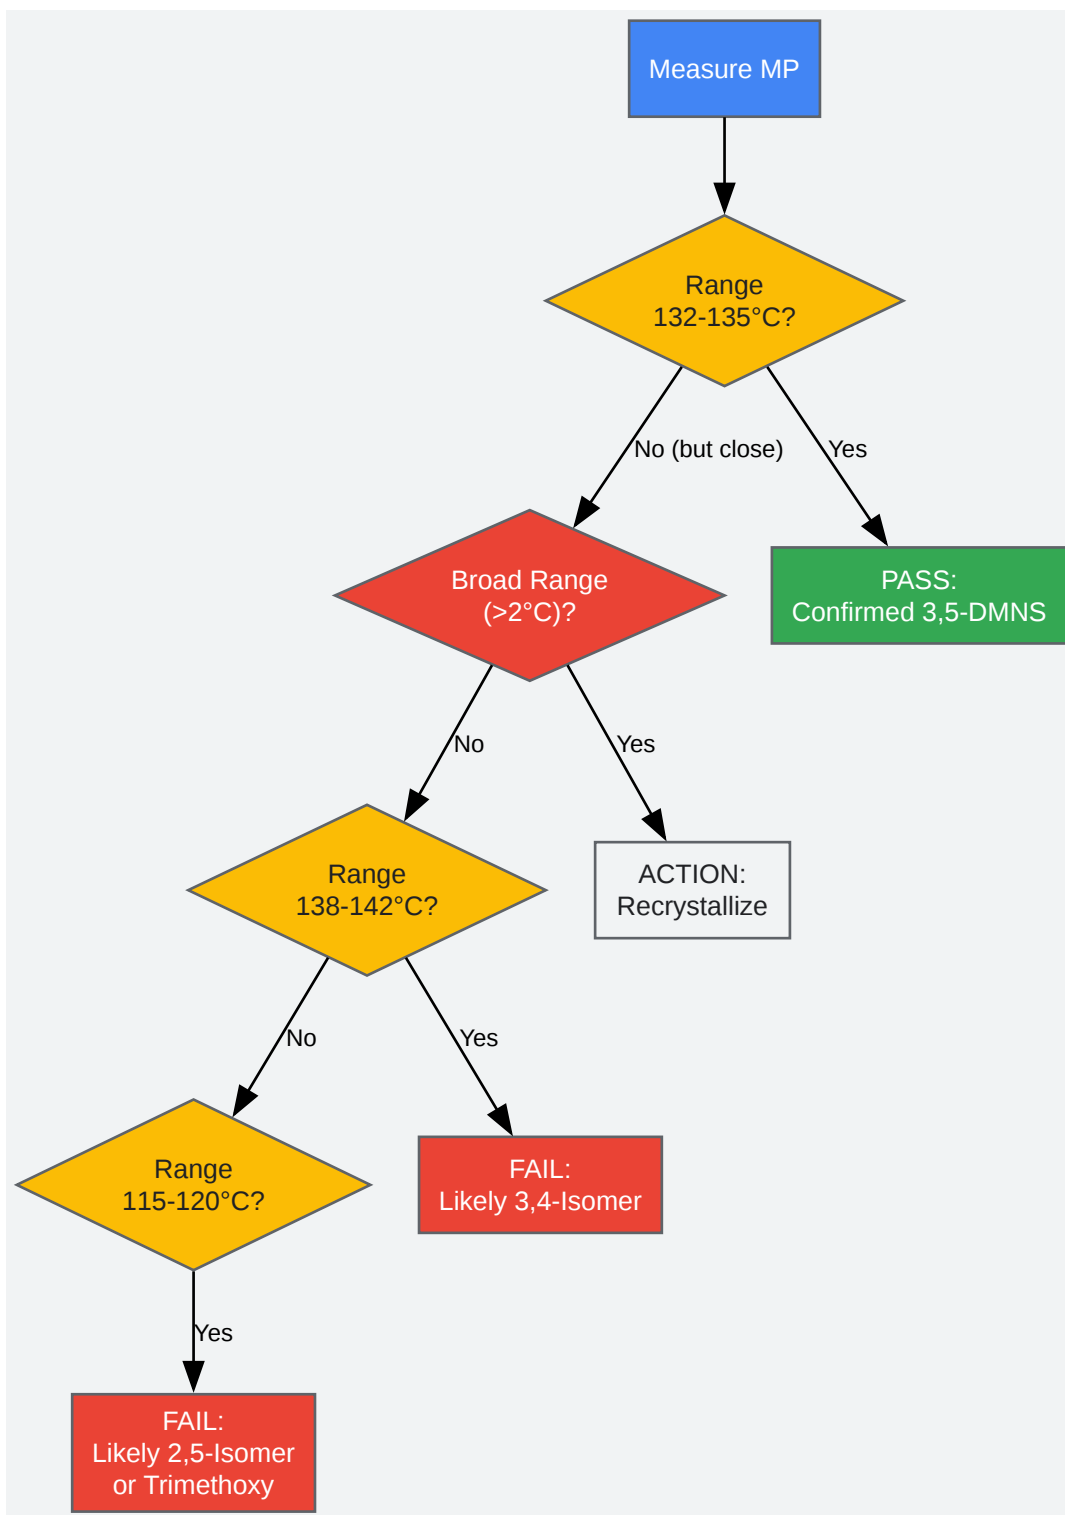 Measure MP
Range
132-135°C?
No (but close)
Yes
Broad Range
(>2°C)?
PASS:
Confirmed 3,5-DMNS
No
Yes
Range
138-142°C?
ACTION:
Recrystallize
No
Yes
Range
115-120°C?
FAIL:
Likely 3,4-Isomer
Yes
FAIL:
Likely 2,5-Isomer
or Trimethoxy